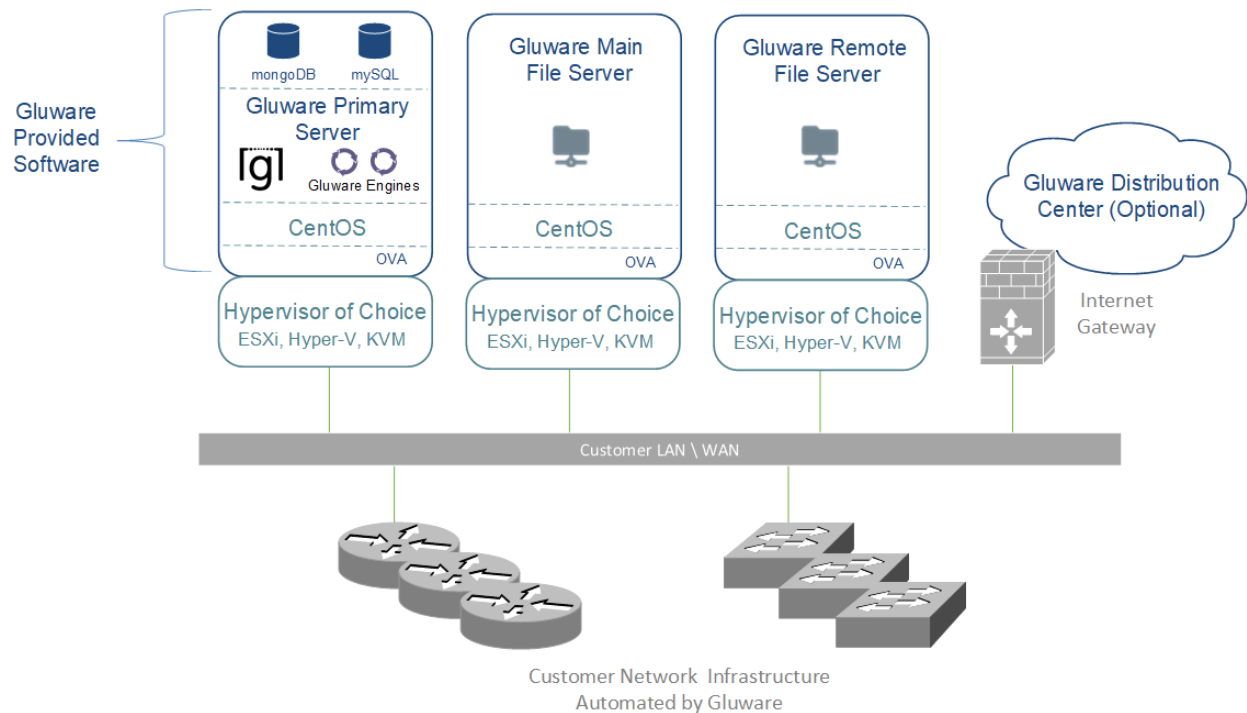 mongoDB
mySQL
Gluware Primary
Server
[g]
Gluware Engines
CentOS
OVA
Hypervisor of Choice
ESXi, Hyper-V, KVM
Gluware Main
File Server
CentOS
OVA
Hypervisor of Choice
ESXi, Hyper-V, KVM
Gluware Remote
File Server
CentOS
OVA
Hypervisor of Choice
ESXi, Hyper-V, KVM
Gluware
Provided
Software
Gluware Distribution
Center (Optional)
Internet
Gateway
Customer LAN \ WAN
Customer Network Infrastructure
Automated by Gluware